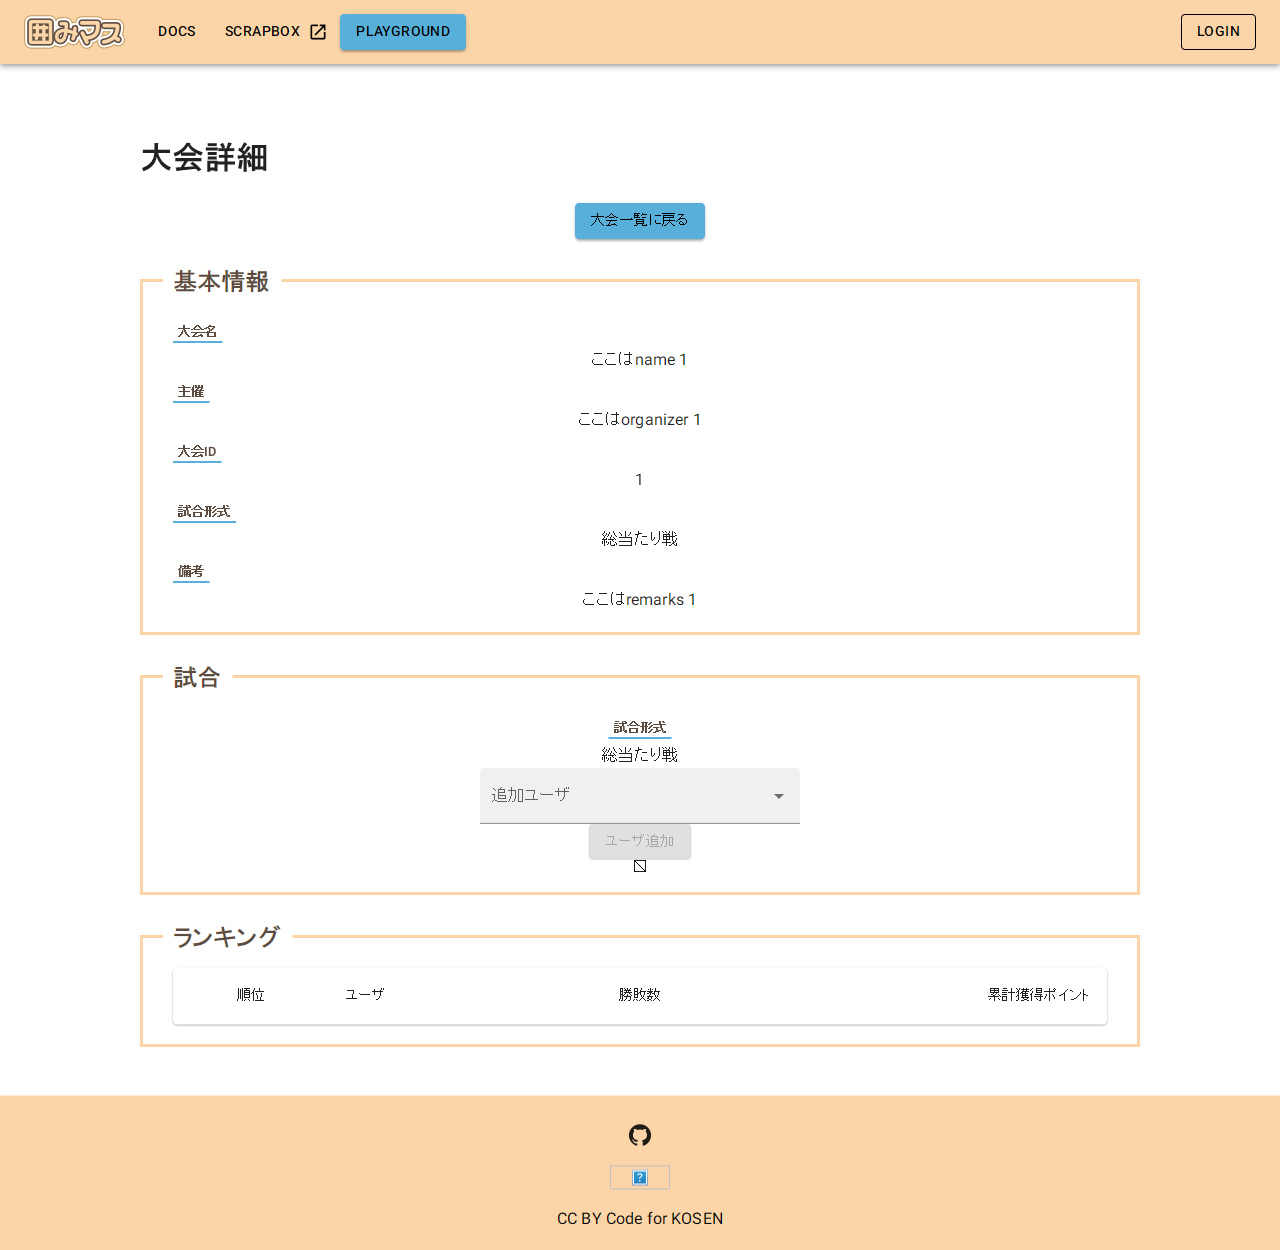 囲みマス DOCS SCRAPBOX PLAYGROUND LOGIN
大会詳細
大会一覧に戻る
基本情報
大会名
ここはname 1
主催
ここはorganizer 1
大会ID
1
試合形式
総当たり戦
備考
ここはremarks 1
試合
試合形式
総当たり戦
追加ユーザ
ユーザ追加
ランキング
順位 ユーザ 勝敗数 累計獲得ポイント
CC BY Code for KOSEN